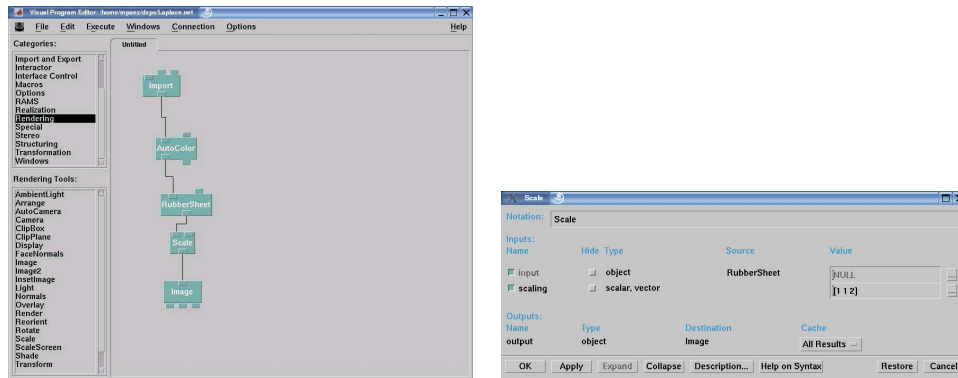 Visual Program Editor: /home/mpaez/dxps/Laplace.net
File Edit Execute Windows Connection Options Help
Categories:
Import and Export
Interactor
Interface Control
Macros
Options
RAMS
Realization
Rendering
Special
Stereo
Structuring
Transformation
Windows
Rendering Tools:
AmbientLight
Arrange
AutoCamera
Camera
ClipBox
ClipPlane
Display
FaceNormals
Image
Image2
InsetImage
Light
Normals
Overlay
Render
Reorient
Rotate
Scale
ScaleScreen
Shade
Transform
Untitled
Import
AutoColor
RubberSheet
Scale
Image
Scale
Notation: Scale
Inputs:
Name Hide Type Source Value
input object RubberSheet NULL ...
scaling scalar, vector [1 1 2] ...
Outputs:
Name Type Destination Cache
output object Image All Results
OK Apply Expand Collapse Description... Help on Syntax Restore Cancel